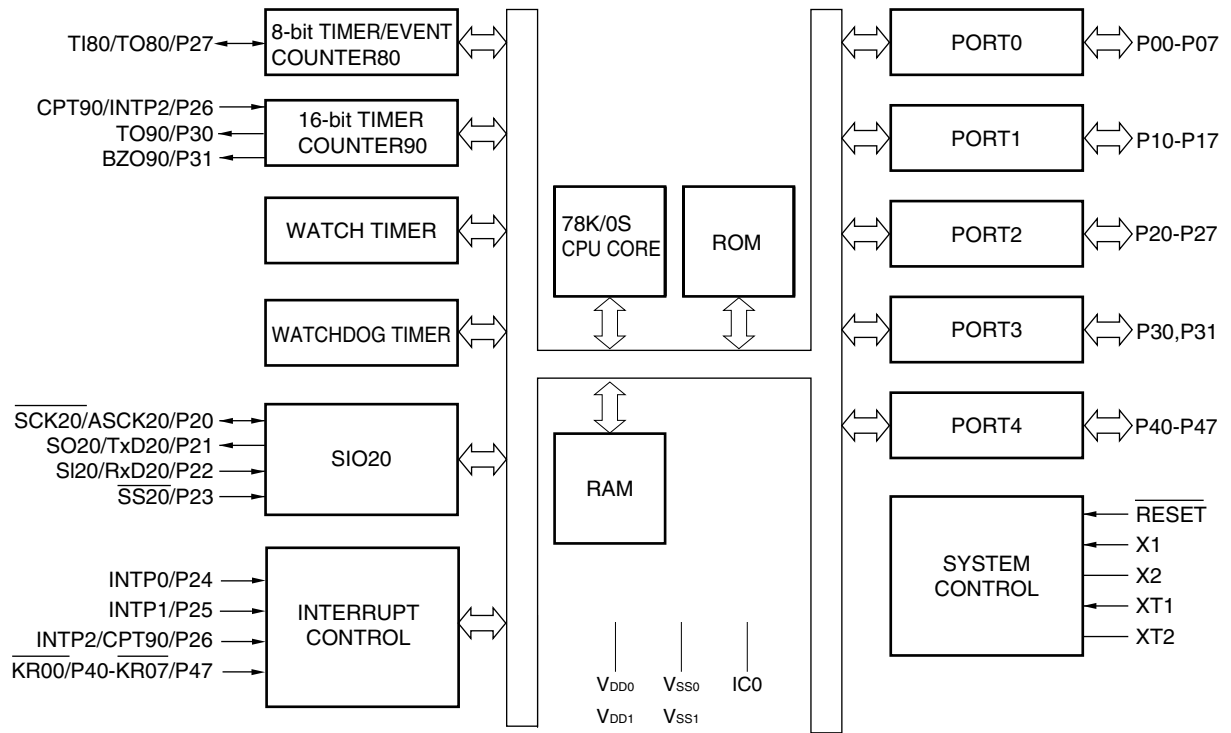 TI80/TO80/P27
8-bit TIMER/EVENT
COUNTER80
CPT90/INTP2/P26
TO90/P30
BZO90/P31
16-bit TIMER
COUNTER90
WATCH TIMER
WATCHDOG TIMER
SCK20/ASCK20/P20
SO20/TxD20/P21
SI20/RxD20/P22
SS20/P23
SIO20
INTP0/P24
INTP1/P25
INTP2/CPT90/P26
KR00/P40-KR07/P47
INTERRUPT
CONTROL
78K/0S
CPU CORE
ROM
RAM
VDD0
VDD1
VSS0
VSS1
IC0
PORT0
P00-P07
PORT1
P10-P17
PORT2
P20-P27
PORT3
P30,P31
PORT4
P40-P47
SYSTEM
CONTROL
RESET
X1
X2
XT1
XT2